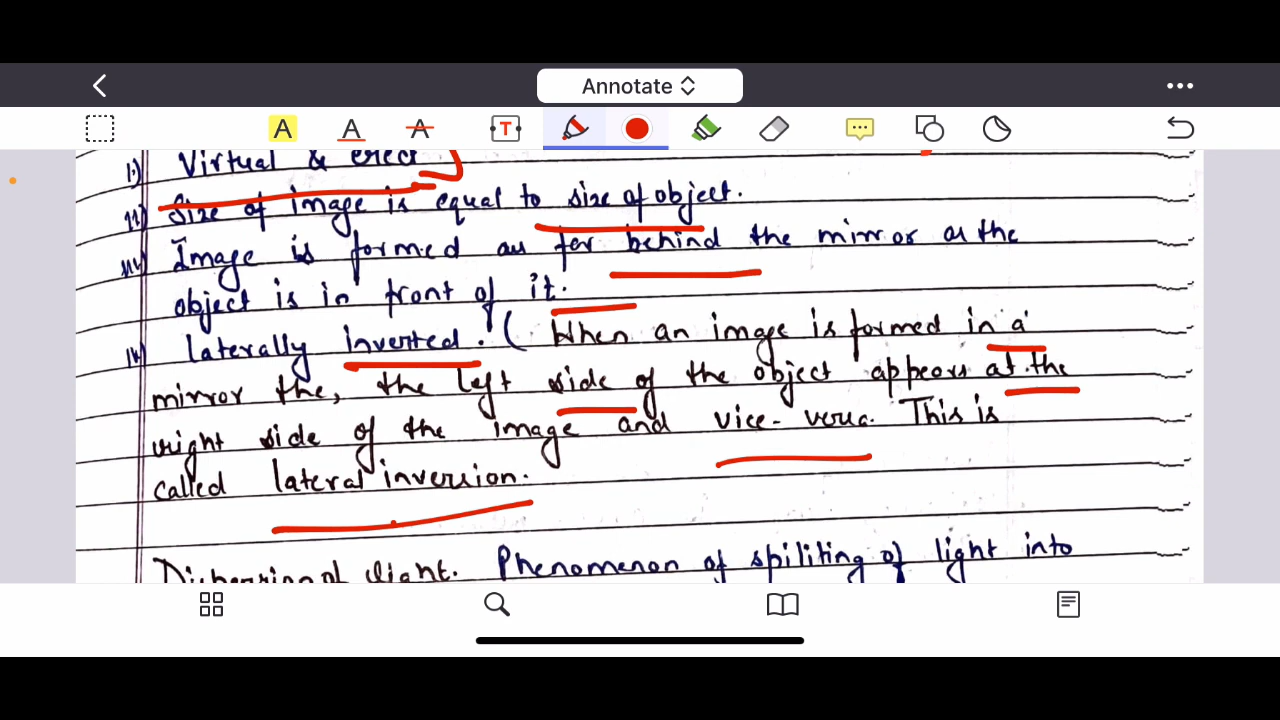 Annotate
A A A T
i) Virtual & erect
ii) Size of image is equal to size of object.
iii) Image is formed as far behind the mirror as the
object is in front of it.
iv) laterally inverted. ( When an image is formed in a
mirror the, the left side of the object appears at the
right side of the image and vice-versa. This is
called lateral inversion.
Dispersion of light. Phenomenon of spiliting of light into